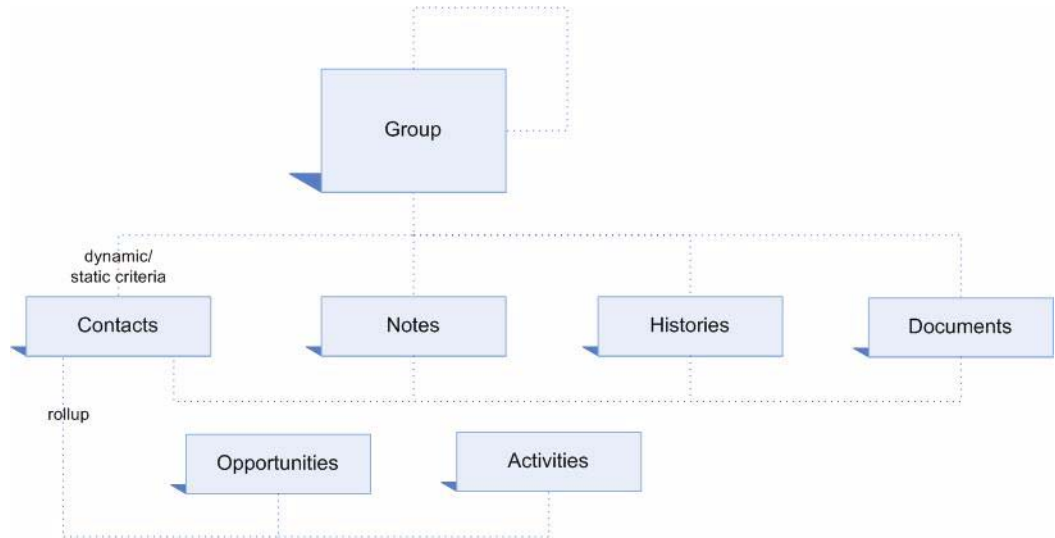 Group
dynamic/
static criteria
Contacts
Notes
Histories
Documents
rollup
Opportunities
Activities